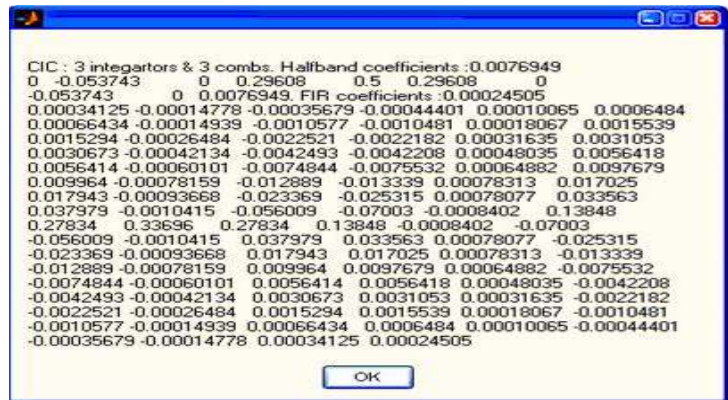 CIC : 3 integartors & 3 combs. Halfband coefficients :0.0076949
0 -0.053743 0 0.29608 0.5 0.29608 0
-0.053743 0 0.0076949. FIR coefficients :0.00024505
0.00034125 -0.00014778 -0.00035679 -0.00044401 0.00010065 0.0006484
0.00066434 -0.00014939 -0.0010577 -0.0010481 0.00018067 0.0015539
0.0015294 -0.00026484 -0.0022521 -0.0022182 0.00031635 0.0031053
0.0030673 -0.00042134 -0.0042493 -0.0042208 0.00048035 0.0056418
0.0056414 -0.00060101 -0.0074844 -0.0075532 0.00064882 0.0097679
0.009964 -0.00078159 -0.012889 -0.013339 0.00078313 0.017025
0.017943 -0.00093668 -0.023369 -0.025315 0.00078077 0.033563
0.037979 -0.0010415 -0.056009 -0.07003 -0.0008402 0.13848
0.27834 0.33696 0.27834 0.13848 -0.0008402 -0.07003
-0.056009 -0.0010415 0.037979 0.033563 0.00078077 -0.025315
-0.023369 -0.00093668 0.017943 0.017025 0.00078313 -0.013339
-0.012889 -0.00078159 0.009964 0.0097679 0.00064882 -0.0075532
-0.0074844 -0.00060101 0.0056414 0.0056418 0.00048035 -0.0042208
-0.0042493 -0.00042134 0.0030673 0.0031053 0.00031635 -0.0022182
-0.0022521 -0.00026484 0.0015294 0.0015539 0.00018067 -0.0010481
-0.0010577 -0.00014939 0.00066434 0.0006484 0.00010065 -0.00044401
-0.00035679 -0.00014778 0.00034125 0.00024505
OK